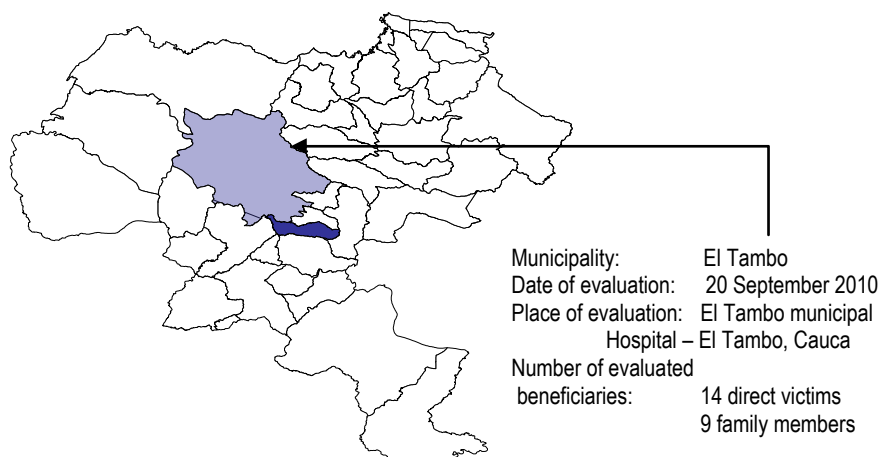 Municipality: El Tambo
Date of evaluation: 20 September 2010
Place of evaluation: El Tambo municipal
Hospital – El Tambo, Cauca
Number of evaluated
beneficiaries: 14 direct victims
9 family members